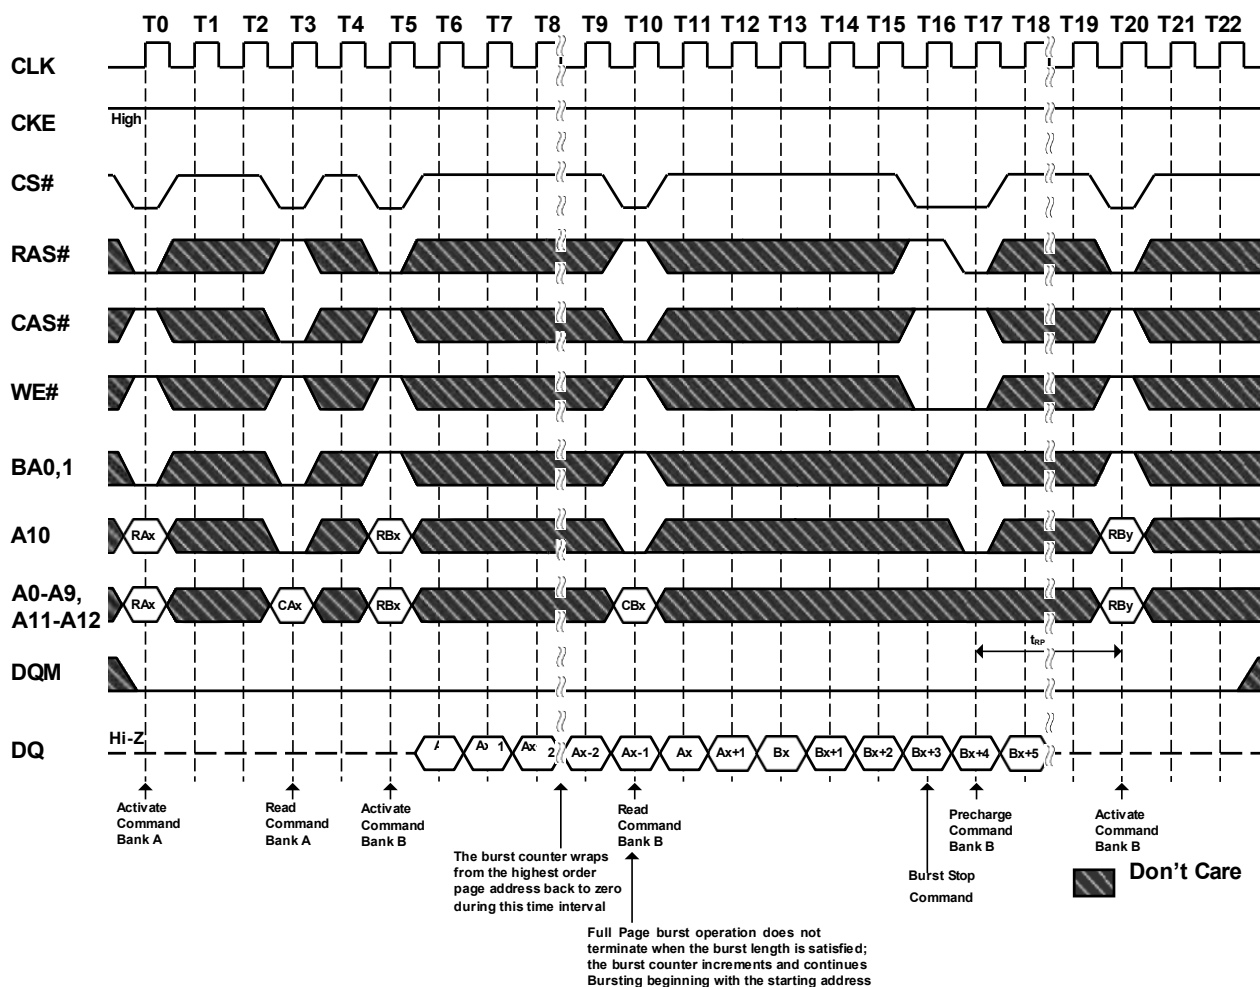 T0 T1 T2 T3 T4 T5 T6 T7 T8 T9 T10 T11 T12 T13 T14 T15 T16 T17 T18 T19 T20 T21 T22
CLK
CKE
High
CS#
RAS#
CAS#
WE#
BA0,1
A10
RAx RBx RBy
A0-A9,
A11-A12
RAx CAx RBx CBx RBy
tRP
DQM
Hi-Z
DQ
Ax-2 Ax-1 Ax Ax+1 Bx Bx+1 Bx+2 Bx+3 Bx+4 Bx+5
Activate
Command
Bank A
Read
Command
Bank A
Activate
Command
Bank B
The burst counter wraps
from the highest order
page address back to zero
during this time interval
Read
Command
Bank B
Full Page burst operation does not
terminate when the burst length is satisfied;
the burst counter increments and continues
Bursting beginning with the starting address
Burst Stop
Command
Precharge
Command
Bank B
Activate
Command
Bank B
Don't Care